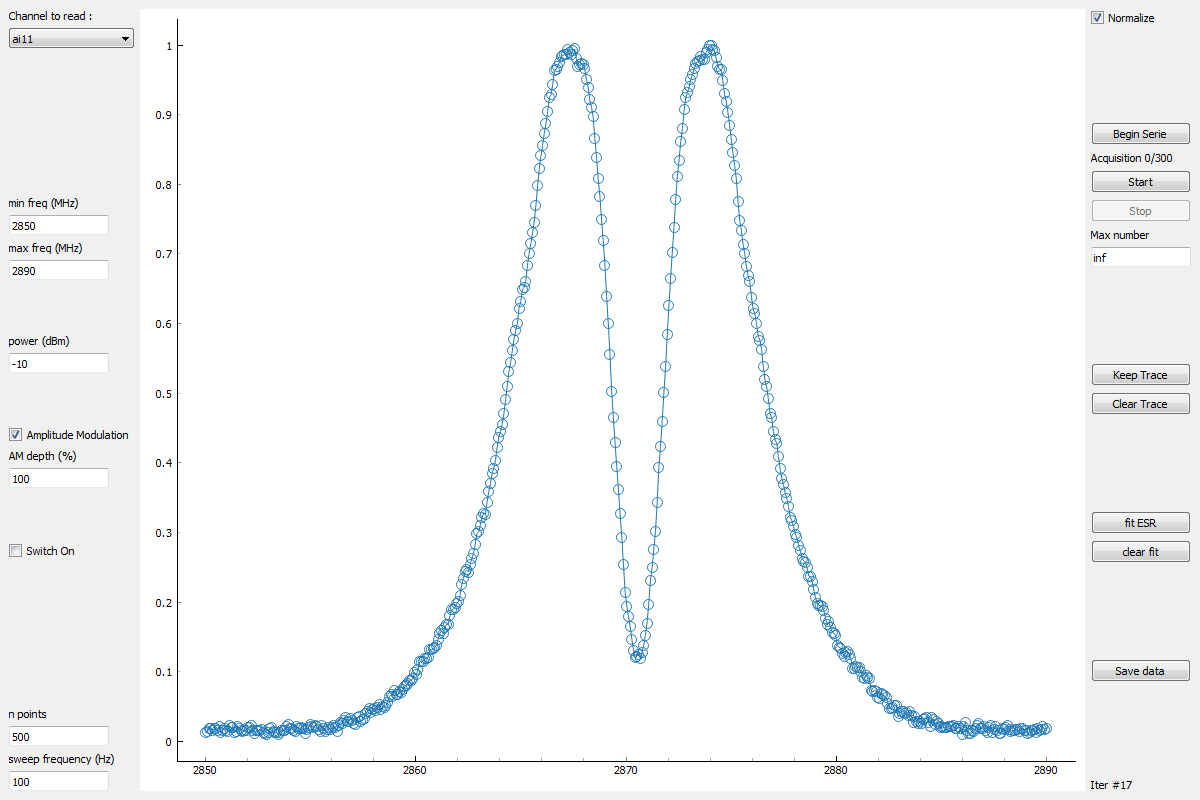 Channel to read :
ai11
min freq (MHz)
2850
max freq (MHz)
2890
power (dBm)
-10
Amplitude Modulation
AM depth (%)
100
Switch On
n points
500
sweep frequency (Hz)
100
1
0.9
0.8
0.7
0.6
0.5
0.4
0.3
0.2
0.1
0
2850 2860 2870 2880 2890
Normalize
Begin Serie
Acquisition 0/300
Start
Stop
Max number
inf
Keep Trace
Clear Trace
fit ESR
clear fit
Save data
Iter #17